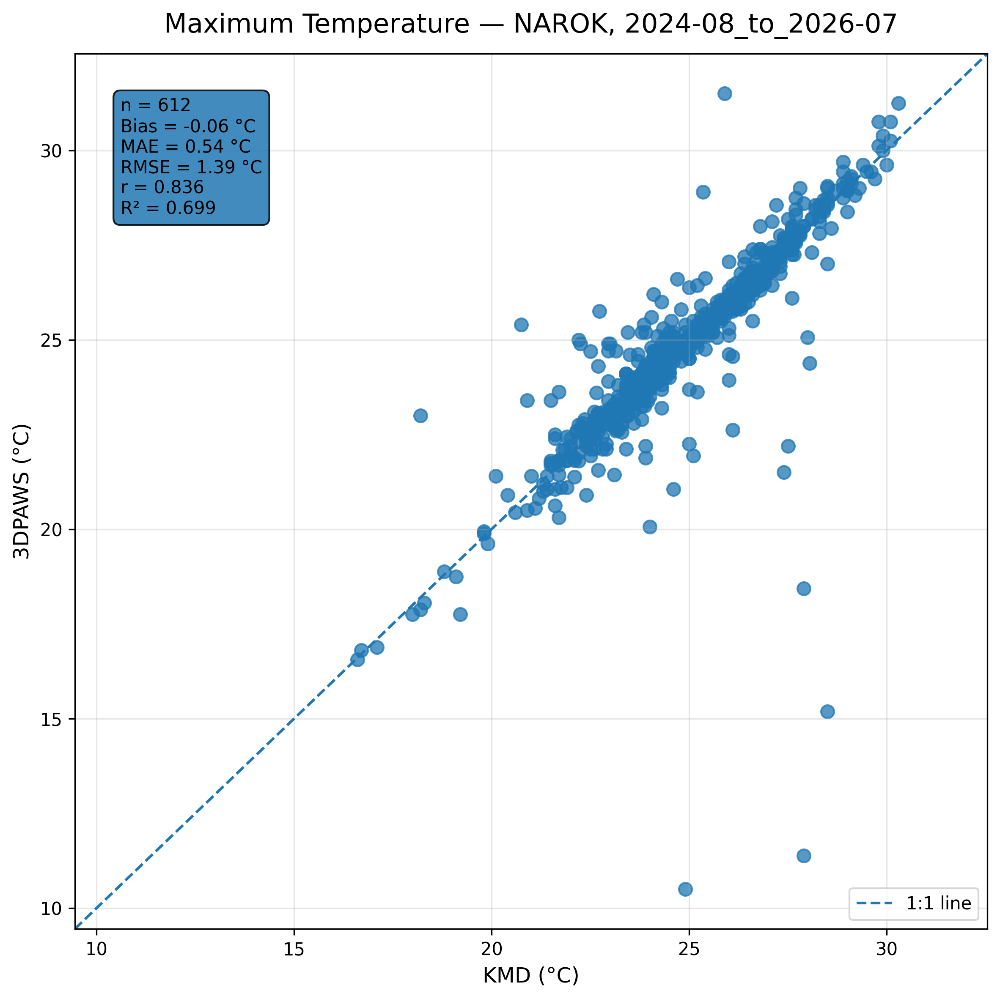 Maximum Temperature — NAROK, 2024-08_to_2026-07
n = 612
Bias = -0.06 °C
MAE = 0.54 °C
RMSE = 1.39 °C
r = 0.836
R² = 0.699
30
25
20
15
10
3DPAWS (°C)
1:1 line
10 15 20 25 30
KMD (°C)